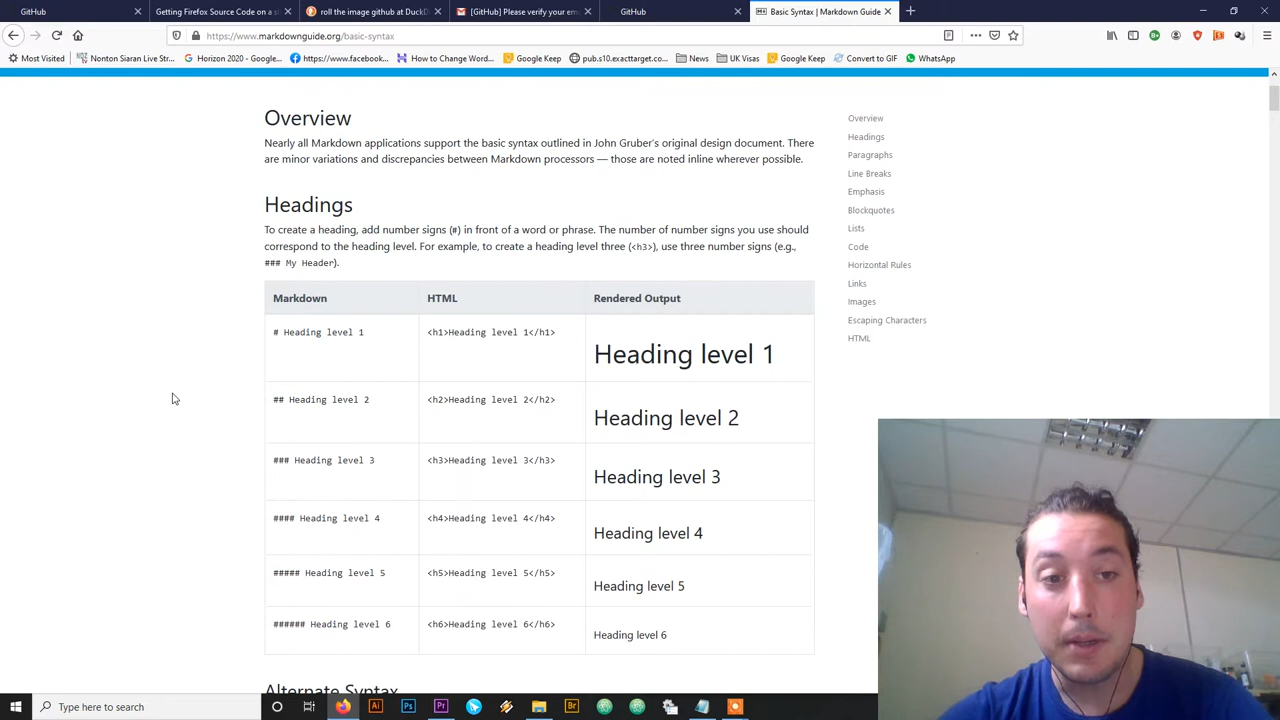 GitHub
Getting Firefox Source Code on a s
roll the image github at DuckD
[GitHub] Please verify your em
GitHub
Basic Syntax | Markdown Guide
https://www.markdownguide.org/basic-syntax
Most Visited
Nonton Siaran Live Str...
Horizon 2020 - Google...
https://www.facebook...
How to Change Word...
Google Keep
pub.s10.exacttarget.co...
News
UK Visas
Google Keep
Convert to GIF
WhatsApp
Overview
Nearly all Markdown applications support the basic syntax outlined in John Gruber's original design document. There
are minor variations and discrepancies between Markdown processors — those are noted inline wherever possible.
Headings
To create a heading, add number signs (#) in front of a word or phrase. The number of number signs you use should
correspond to the heading level. For example, to create a heading level three (<h3>), use three number signs (e.g.,
### My Header).
Markdown HTML Rendered Output
# Heading level 1 <h1>Heading level 1</h1> Heading level 1
## Heading level 2 <h2>Heading level 2</h2> Heading level 2
### Heading level 3 <h3>Heading level 3</h3> Heading level 3
#### Heading level 4 <h4>Heading level 4</h4> Heading level 4
##### Heading level 5 <h5>Heading level 5</h5> Heading level 5
###### Heading level 6 <h6>Heading level 6</h6> Heading level 6
Alternate Syntax
Overview
Headings
Paragraphs
Line Breaks
Emphasis
Blockquotes
Lists
Code
Horizontal Rules
Links
Images
Escaping Characters
HTML
Type here to search
Ai
Ps
Pr
Br